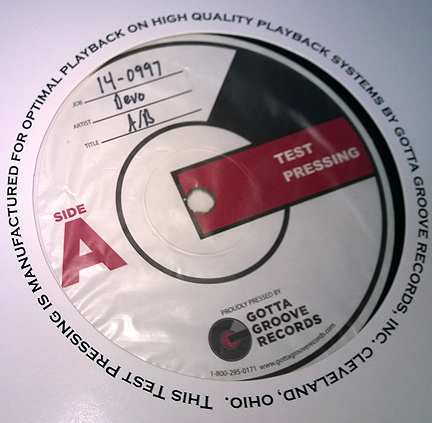 THIS TEST PRESSING IS MANUFACTURED FOR OPTIMAL PLAYBACK ON HIGH QUALITY PLAYBACK SYSTEMS BY GOTTA GROOVE RECORDS, INC. CLEVELAND, OHIO.
JOB 14-0997
ARTIST Devo
TITLE A/B
TEST
PRESSING
SIDE
A
PROUDLY PRESSED BY
GOTTA
GROOVE
RECORDS
1-800-295-0171 www.gottagrooverecords.com